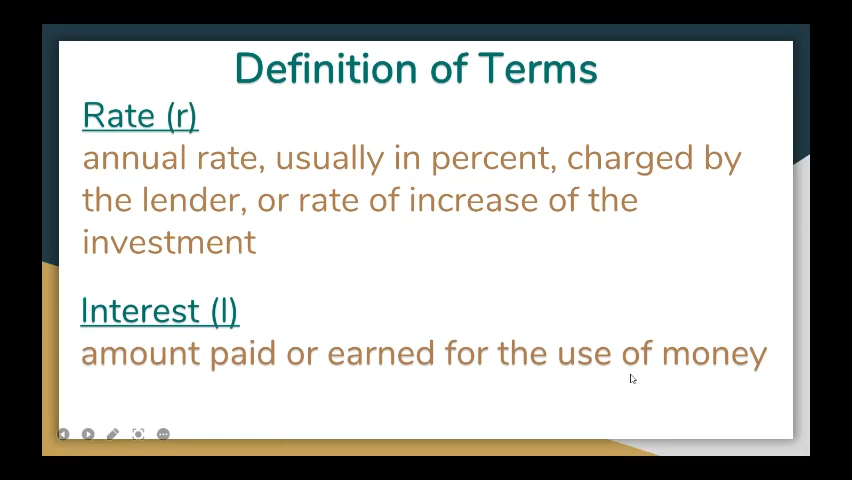 Definition of Terms
Rate (r)
annual rate, usually in percent, charged by
the lender, or rate of increase of the
investment
Interest (I)
amount paid or earned for the use of money